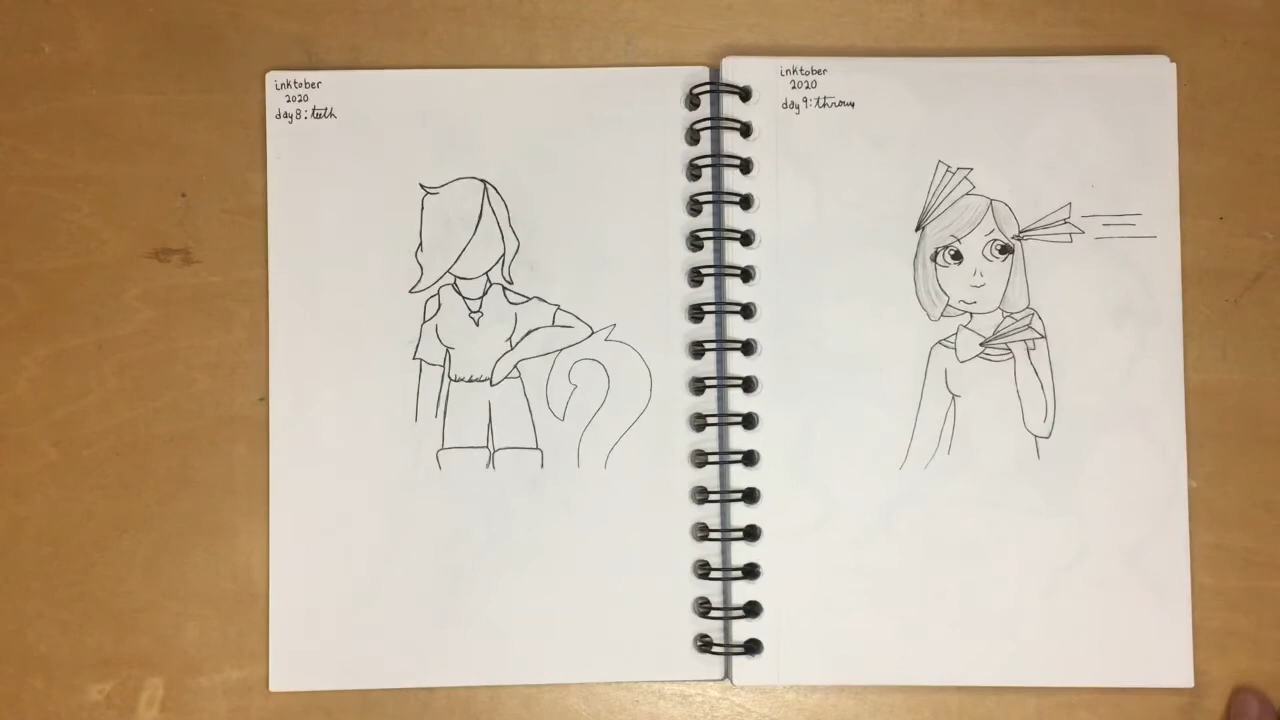 inktober
2020
day 8: teeth
inktober
2020
day 9: throw